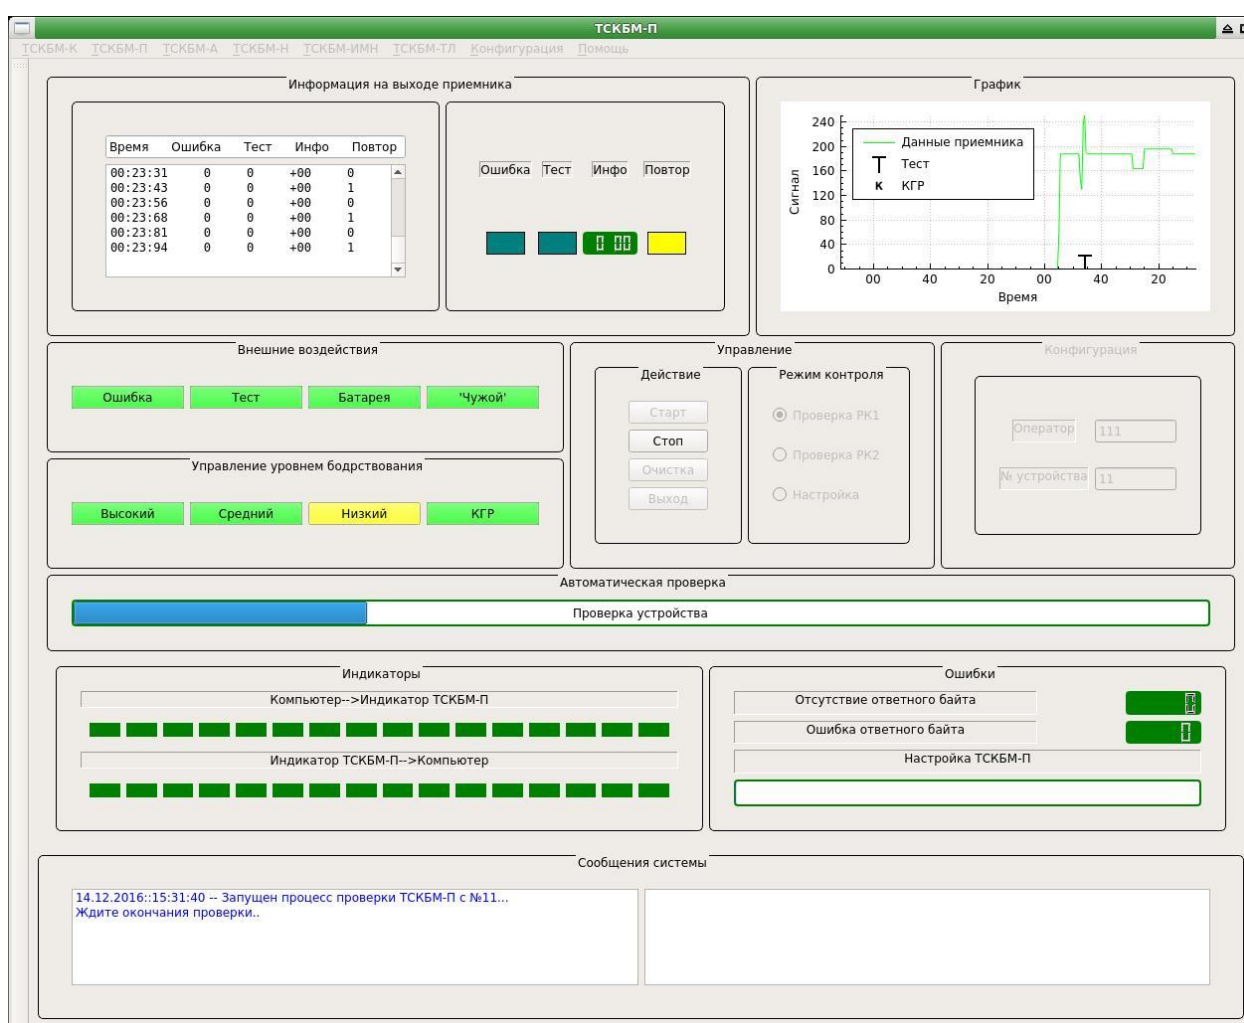 ТСКБМ-П
ТСКБМ-К ТСКБМ-П ТСКБМ-А ТСКБМ-Н ТСКБМ-ИМН ТСКБМ-ТЛ Конфигурация Помощь
Информация на выходе приемника
Время Ошибка Тест Инфо Повтор
00:23:31 0 0 +00 0
00:23:43 0 0 +00 1
00:23:56 0 0 +00 0
00:23:68 0 0 +00 1
00:23:81 0 0 +00 0
00:23:94 0 0 +00 1
Ошибка Тест Инфо Повтор
0 00
График
240
200
160
120
80
40
0
Сигнал
Данные приемника
Т Тест
К КГР
Т
00 40 20 00 40 20
Время
Внешние воздействия
Ошибка Тест Батарея 'Чужой'
Управление уровнем бодрствования
Высокий Средний Низкий КГР
Управление
Действие
Старт
Стоп
Очистка
Выход
Режим контроля
Проверка РК1
Проверка РК2
Настройка
Конфигурация
Оператор 111
№ устройства 11
Автоматическая проверка
Проверка устройства
Индикаторы
Компьютер-->Индикатор ТСКБМ-П
Индикатор ТСКБМ-П-->Компьютер
Ошибки
Отсутствие ответного байта
Ошибка ответного байта 0
Настройка ТСКБМ-П
Сообщения системы
14.12.2016::15:31:40 -- Запущен процесс проверки ТСКБМ-П с №11...
Ждите окончания проверки..